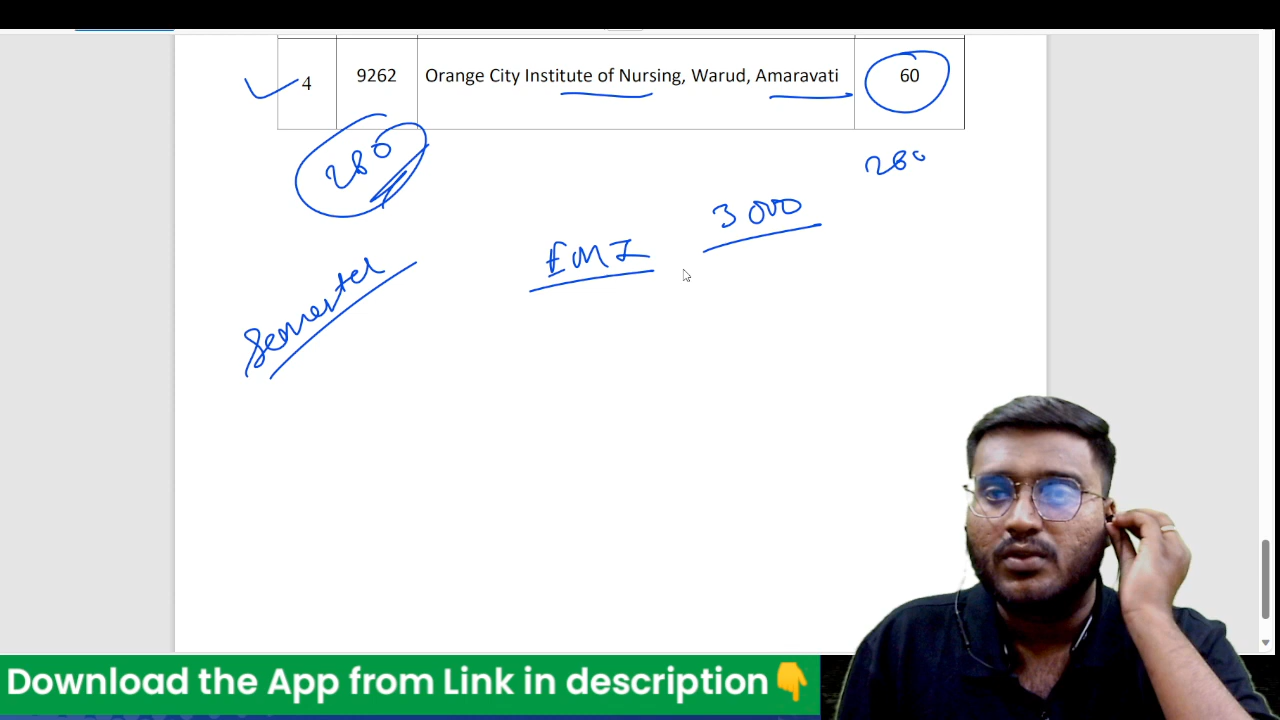 4 9262 Orange City Institute of Nursing, Warud, Amaravati 60
280
280
3000
EMI
Semester
Download the App from Link in description👇